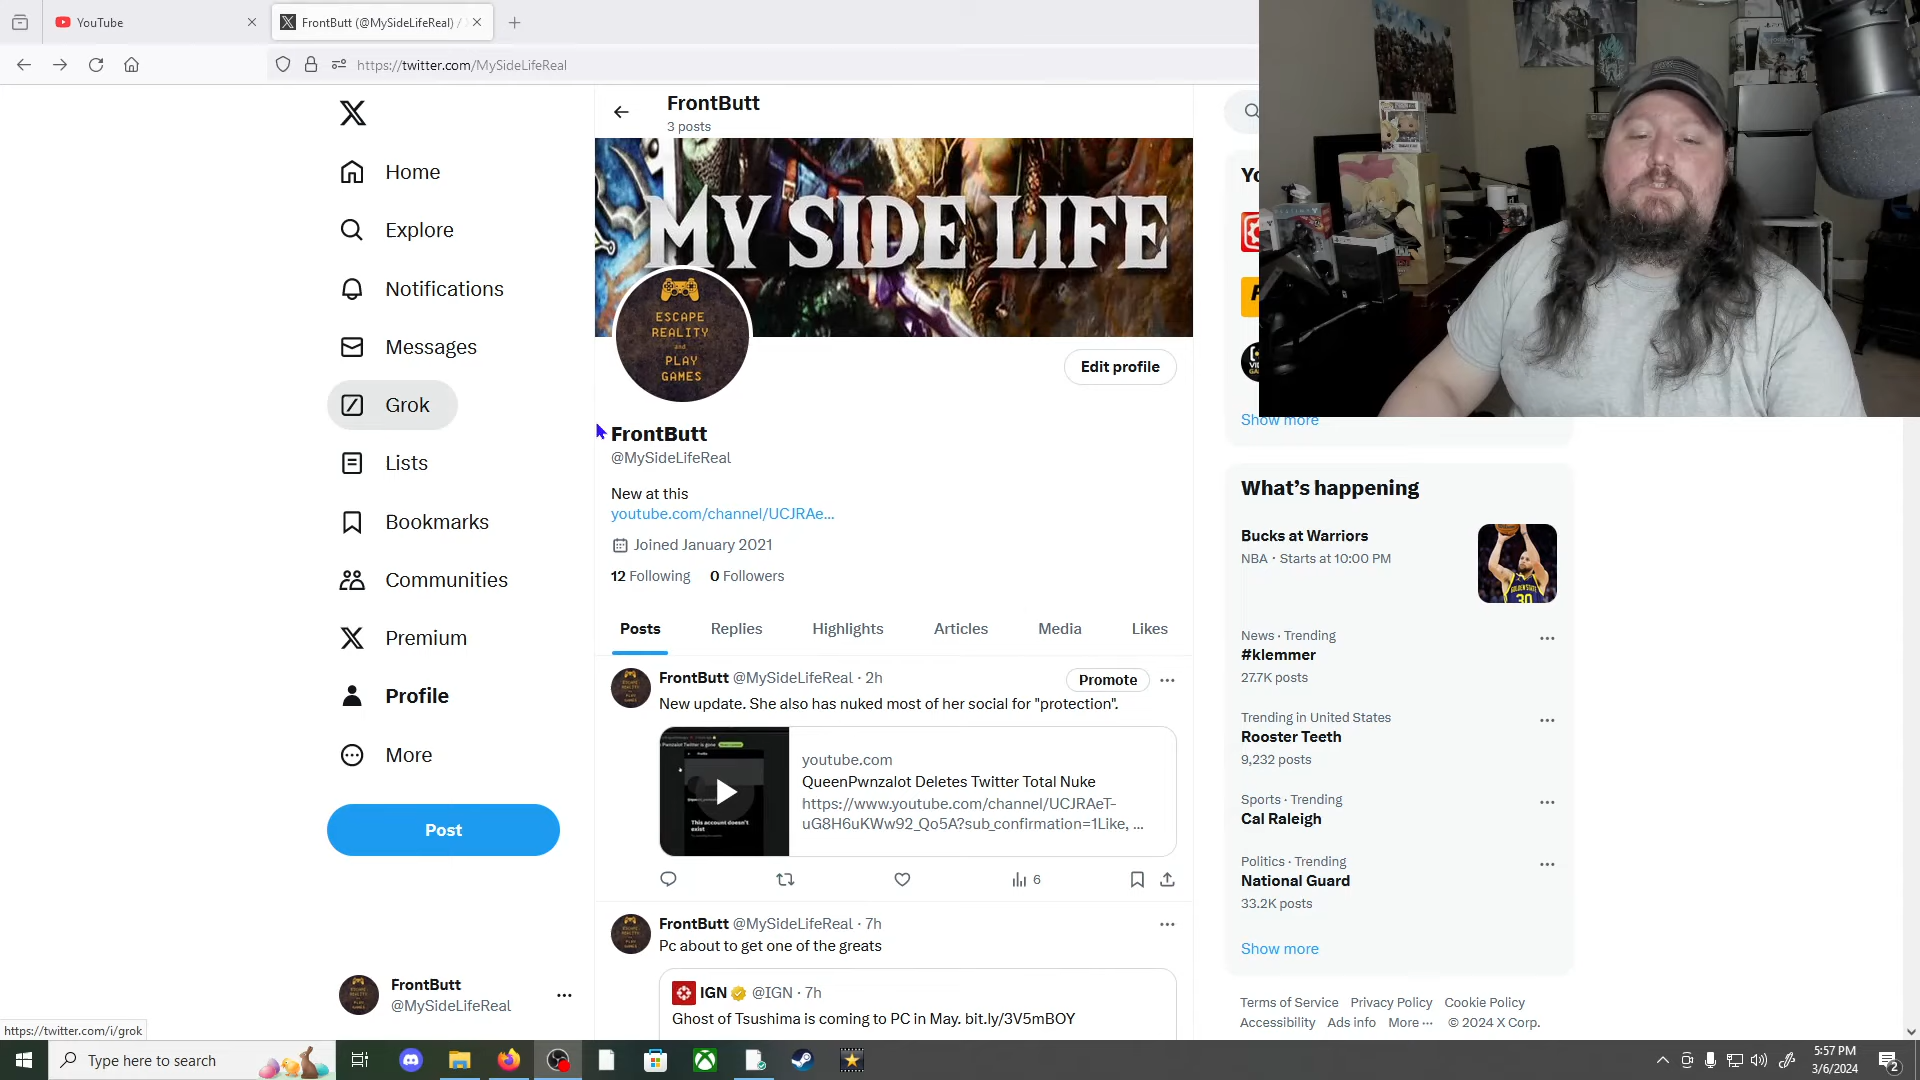 YouTube
FrontButt (@MySideLifeReal) /
https://twitter.com/MySideLifeReal
FrontButt
3 posts
MY SIDE LIFE
ESCAPE
REALITY
and
PLAY
GAMES
Edit profile
Home
Explore
Notifications
Messages
Grok
Lists
Bookmarks
Communities
Premium
Profile
More
Post
FrontButt
@MySideLifeReal
https://twitter.com/i/grok
FrontButt
@MySideLifeReal
New at this
youtube.com/channel/UCJRAe...
Joined January 2021
12 Following 0 Followers
Posts Replies Highlights Articles Media Likes
FrontButt @MySideLifeReal · 2h
Promote
New update. She also has nuked most of her social for "protection".
This account doesn't
exist
youtube.com
QueenPwnzalot Deletes Twitter Total Nuke
https://www.youtube.com/channel/UCJRAeT-
uG8H6uKWw92_Qo5A?sub_confirmation=1Like, ...
6
FrontButt @MySideLifeReal · 7h
Pc about to get one of the greats
IGN @IGN · 7h
Ghost of Tsushima is coming to PC in May. bit.ly/3V5mBOY
Yo
Show more
What's happening
Bucks at Warriors
NBA · Starts at 10:00 PM
30
News · Trending
#klemmer
27.7K posts
Trending in United States
Rooster Teeth
9,232 posts
Sports · Trending
Cal Raleigh
Politics · Trending
National Guard
33.2K posts
Show more
Terms of Service Privacy Policy Cookie Policy
Accessibility Ads info More ··· © 2024 X Corp.
Type here to search
5:57 PM
3/6/2024
2